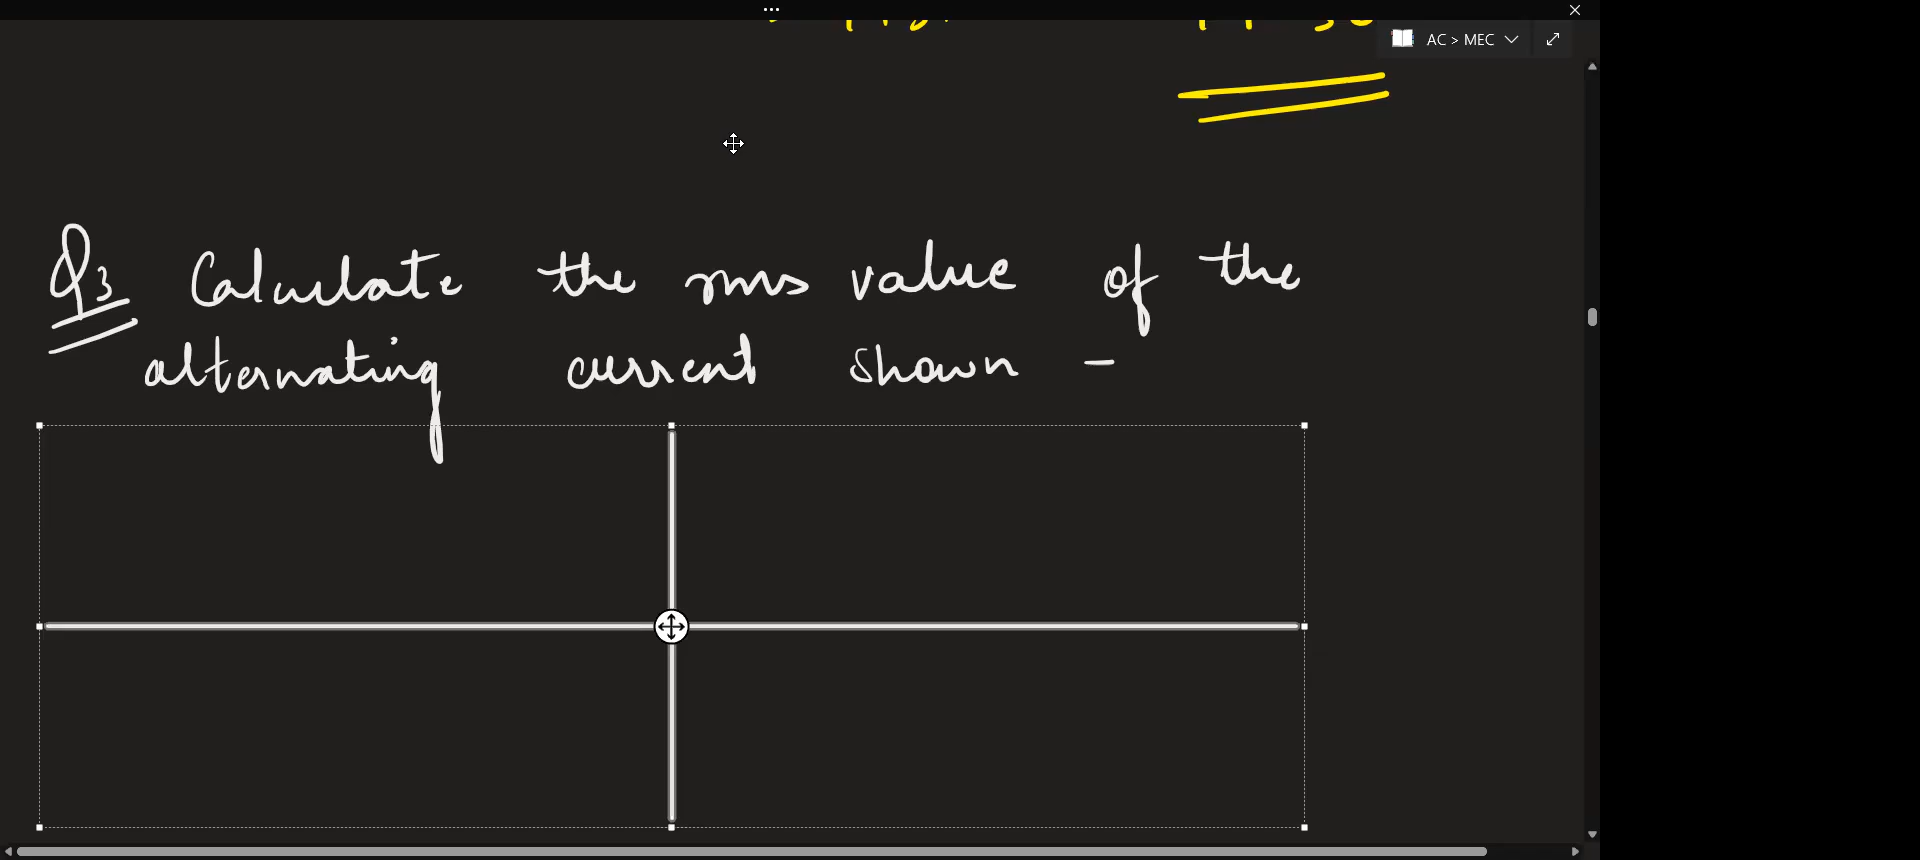 AC > MEC
Q3 Calculate the rms value of the
alternating current shown -